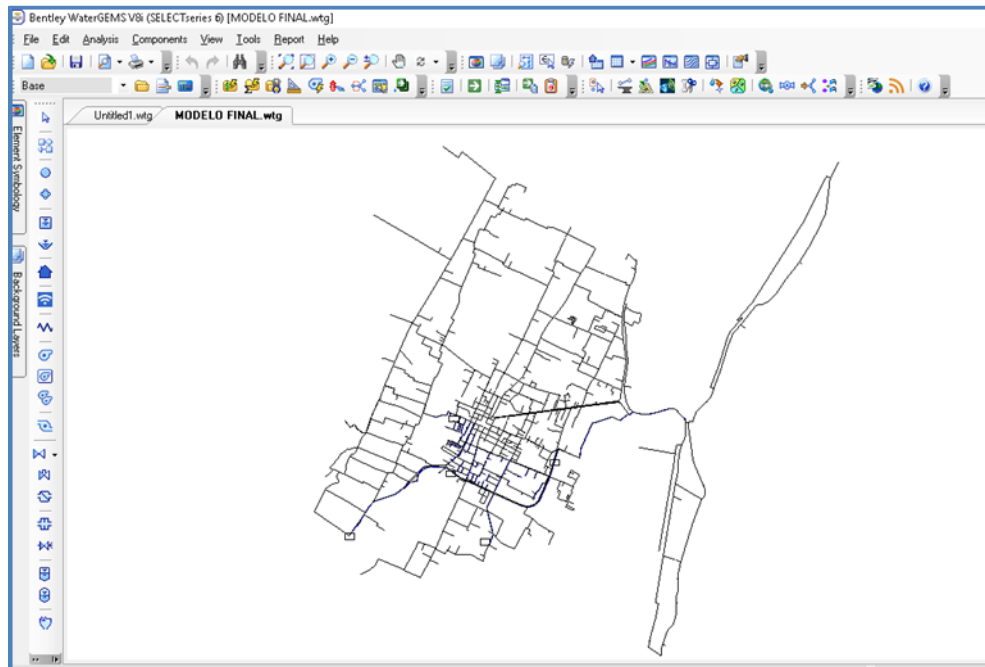 Bentley WaterGEMS V8i (SELECTseries 6) [MODELO FINAL.wtg]
File Edit Analysis Components View Tools Report Help
Base
Untitled1.wtg MODELO FINAL.wtg
Element Symbology
Background Layers